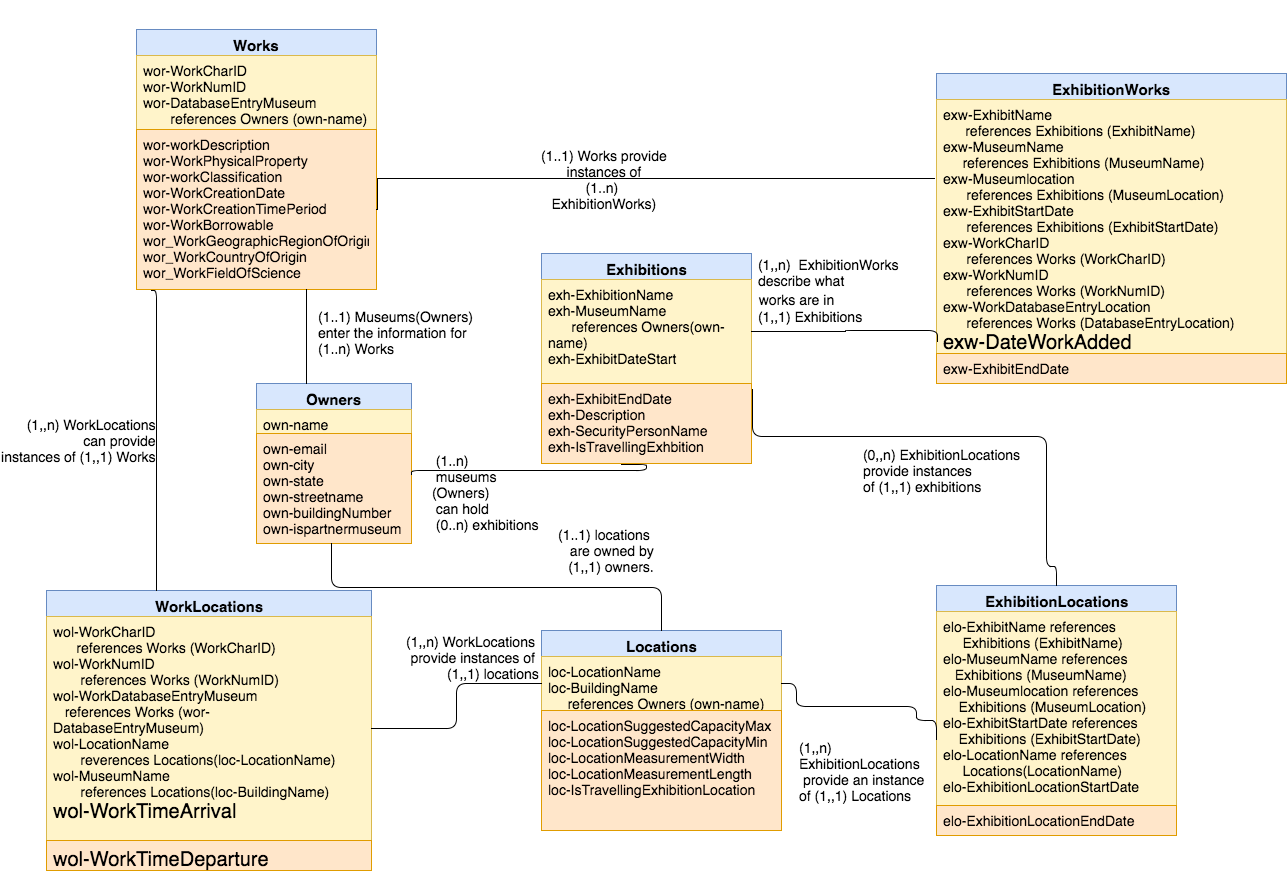 Works
wor-WorkCharID
wor-WorkNumID
wor-DatabaseEntryMuseum
references Owners (own-name)
wor-workDescription
wor-WorkPhysicalProperty
wor-workClassification
wor-WorkCreationDate
wor-WorkCreationTimePeriod
wor-WorkBorrowable
wor_WorkGeographicRegionOfOrigi
wor_WorkCountryOfOrigin
wor_WorkFieldOfScience
(1..1) Works provide
instances of
(1..n)
ExhibitionWorks)
ExhibitionWorks
exw-ExhibitName
references Exhibitions (ExhibitName)
exw-MuseumName
references Exhibitions (MuseumName)
exw-Museumlocation
references Exhibitions (MuseumLocation)
exw-ExhibitStartDate
references Exhibitions (ExhibitStartDate)
exw-WorkCharID
references Works (WorkCharID)
exw-WorkNumID
references Works (WorkNumID)
exw-WorkDatabaseEntryLocation
references Works (DatabaseEntryLocation)
exw-DateWorkAdded
exw-ExhibitEndDate
Exhibitions
exh-ExhibitionName
exh-MuseumName
references Owners(own-
name)
exh-ExhibitDateStart
exh-ExhibitEndDate
exh-Description
exh-SecurityPersonName
exh-IsTravellingExhbition
(1,,n) ExhibitionWorks
describe what
works are in
(1,,1) Exhibitions
(1..1) Museums(Owners)
enter the information for
(1..n) Works
Owners
own-name
own-email
own-city
own-state
own-streetname
own-buildingNumber
own-ispartnermuseum
(1,,n) WorkLocations
can provide
instances of (1,,1) Works
(1..n)
museums
(Owners)
can hold
(0..n) exhibitions
(0,,n) ExhibitionLocations
provide instances
of (1,,1) exhibitions
(1..1) locations
are owned by
(1,,1) owners.
WorkLocations
wol-WorkCharID
references Works (WorkCharID)
wol-WorkNumID
references Works (WorkNumID)
wol-WorkDatabaseEntryMuseum
references Works (wor-
DatabaseEntryMuseum)
wol-LocationName
reverences Locations(loc-LocationName)
wol-MuseumName
references Locations(loc-BuildingName)
wol-WorkTimeArrival
wol-WorkTimeDeparture
(1,,n) WorkLocations
provide instances of
(1,,1) locations
Locations
loc-LocationName
loc-BuildingName
references Owners (own-name)
loc-LocationSuggestedCapacityMax
loc-LocationSuggestedCapacityMin
loc-LocationMeasurementWidth
loc-LocationMeasurementLength
loc-IsTravellingExhibitionLocation
(1,,n)
ExhibitionLocations
provide an instance
of (1,,1) Locations
ExhibitionLocations
elo-ExhibitName references
Exhibitions (ExhibitName)
elo-MuseumName references
Exhibitions (MuseumName)
elo-Museumlocation references
Exhibitions (MuseumLocation)
elo-ExhibitStartDate references
Exhibitions (ExhibitStartDate)
elo-LocationName references
Locations(LocationName)
elo-ExhibitionLocationStartDate
elo-ExhibitionLocationEndDate